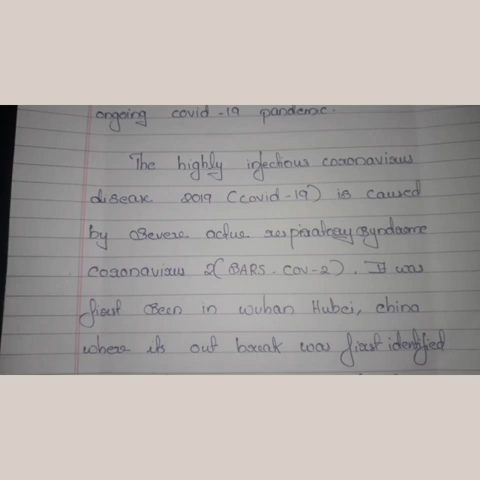 ongoing covid-19 pandemic.
The highly infectious coronavirus
disease 2019 (covid-19) is caused
by severe actue respiratory syndrome
coronavirus 2(SARS-COV-2). It was
first seen in wuhan Hubei, china
where its out break was first identified